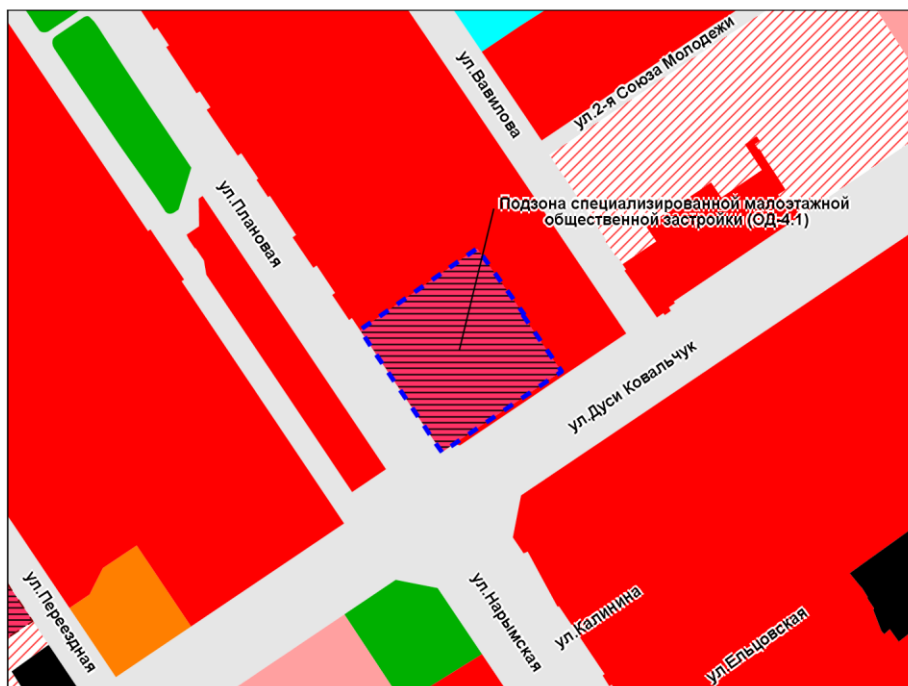 ул.Вавилова
ул.2-я Союза Молодежи
ул.Плановая
Подзона специализированной малоэтажной
общественной застройки (ОД-4.1)
ул.Дуси Ковальчук
ул.Переездная
ул.Нарымская
ул.Калинина
ул.Ельцовская